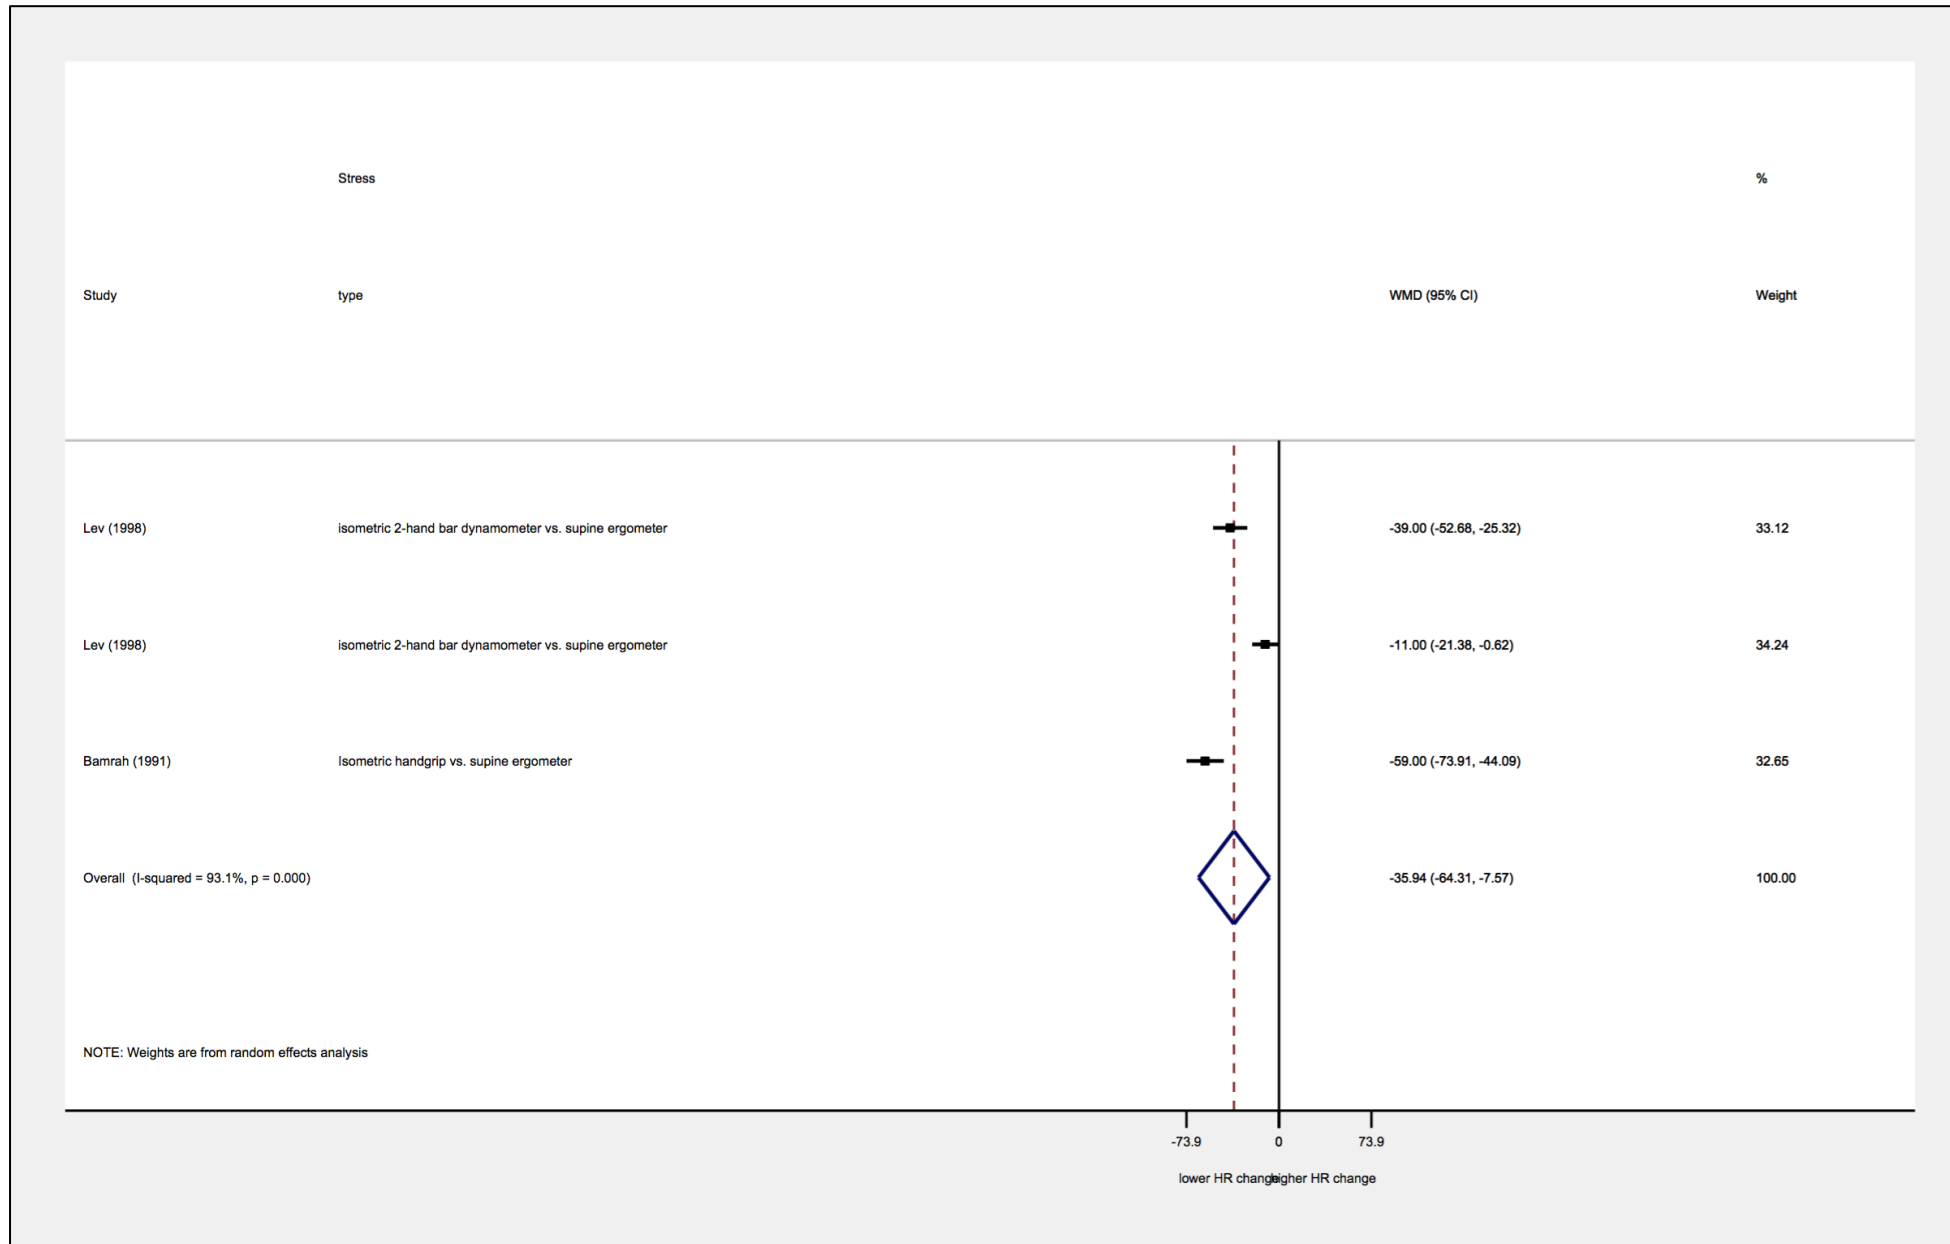 Stress %
Study type WMD (95% CI) Weight
Lev (1998) isometric 2-hand bar dynamometer vs. supine ergometer -39.00 (-52.68, -25.32) 33.12
Lev (1998) isometric 2-hand bar dynamometer vs. supine ergometer -11.00 (-21.38, -0.62) 34.24
Bamrah (1991) Isometric handgrip vs. supine ergometer -59.00 (-73.91, -44.09) 32.65
Overall (I-squared = 93.1%, p = 0.000) -35.94 (-64.31, -7.57) 100.00
NOTE: Weights are from random effects analysis
-73.9 0 73.9
lower HR change higher HR change